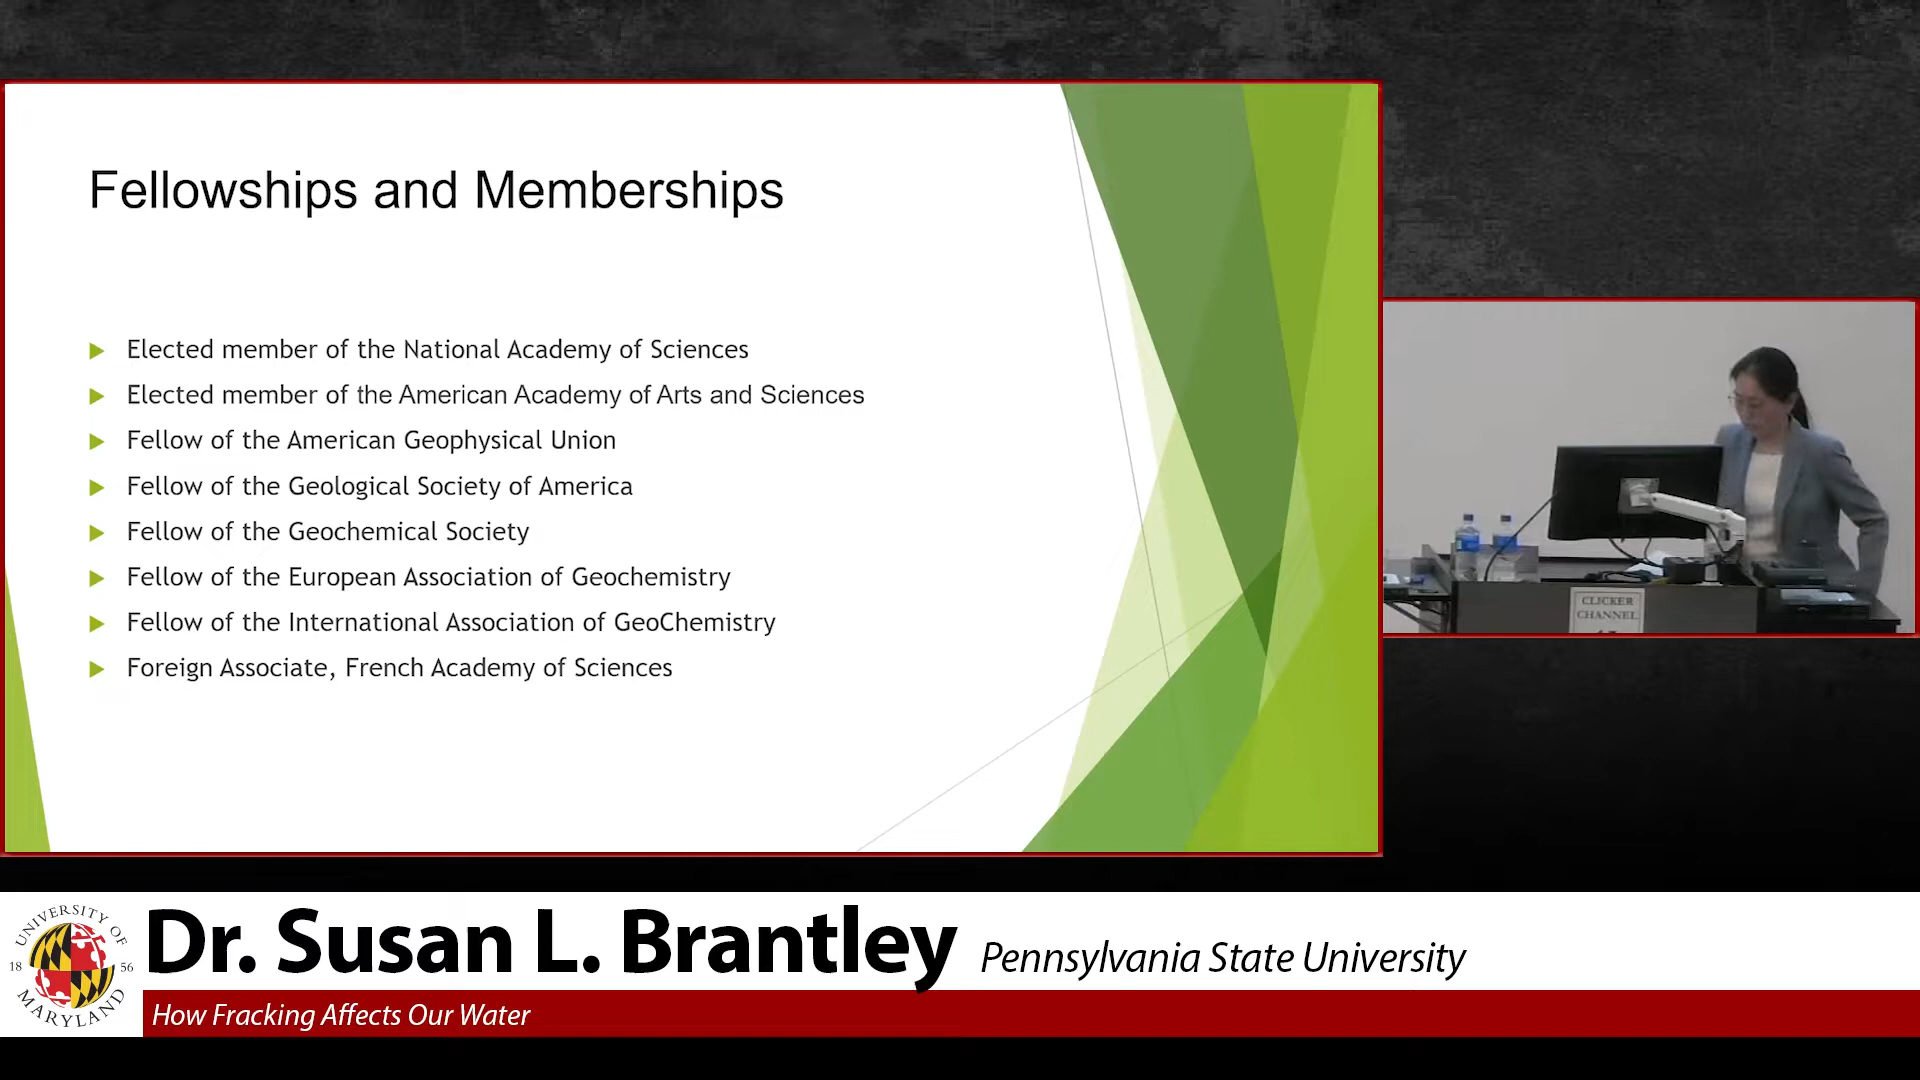 Fellowships and Memberships
Elected member of the National Academy of Sciences
Elected member of the American Academy of Arts and Sciences
Fellow of the American Geophysical Union
Fellow of the Geological Society of America
Fellow of the Geochemical Society
Fellow of the European Association of Geochemistry
Fellow of the International Association of GeoChemistry
Foreign Associate, French Academy of Sciences
CLICKER
CHANNEL
UNIVERSITY OF
18 56
MARYLAND
Dr. Susan L. Brantley Pennsylvania State University
How Fracking Affects Our Water